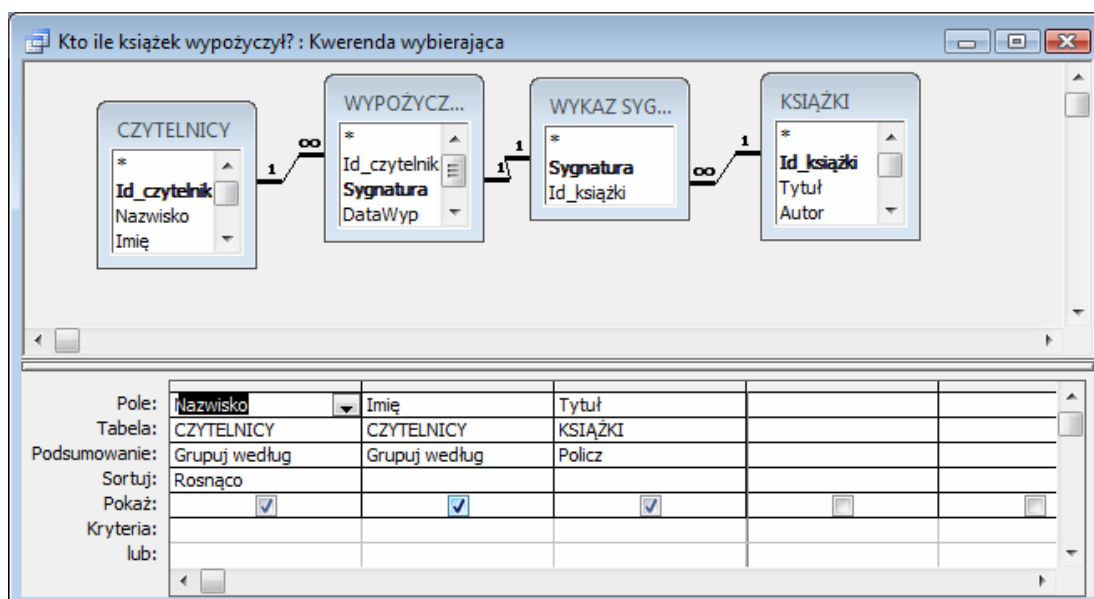 Kto ile książek wypożyczył? : Kwerenda wybierająca
CZYTELNICY
*
Id_czytelnik
Nazwisko
Imię
1
∞
WYPOŻYCZ...
*
Id_czytelnik
Sygnatura
DataWyp
1
1
WYKAZ SYG...
*
Sygnatura
Id_książki
∞
1
KSIĄŻKI
*
Id_książki
Tytuł
Autor
Pole: Nazwisko Imię Tytuł
Tabela: CZYTELNICY CZYTELNICY KSIĄŻKI
Podsumowanie: Grupuj według Grupuj według Policz
Sortuj: Rosnąco
Pokaż:
Kryteria:
lub: